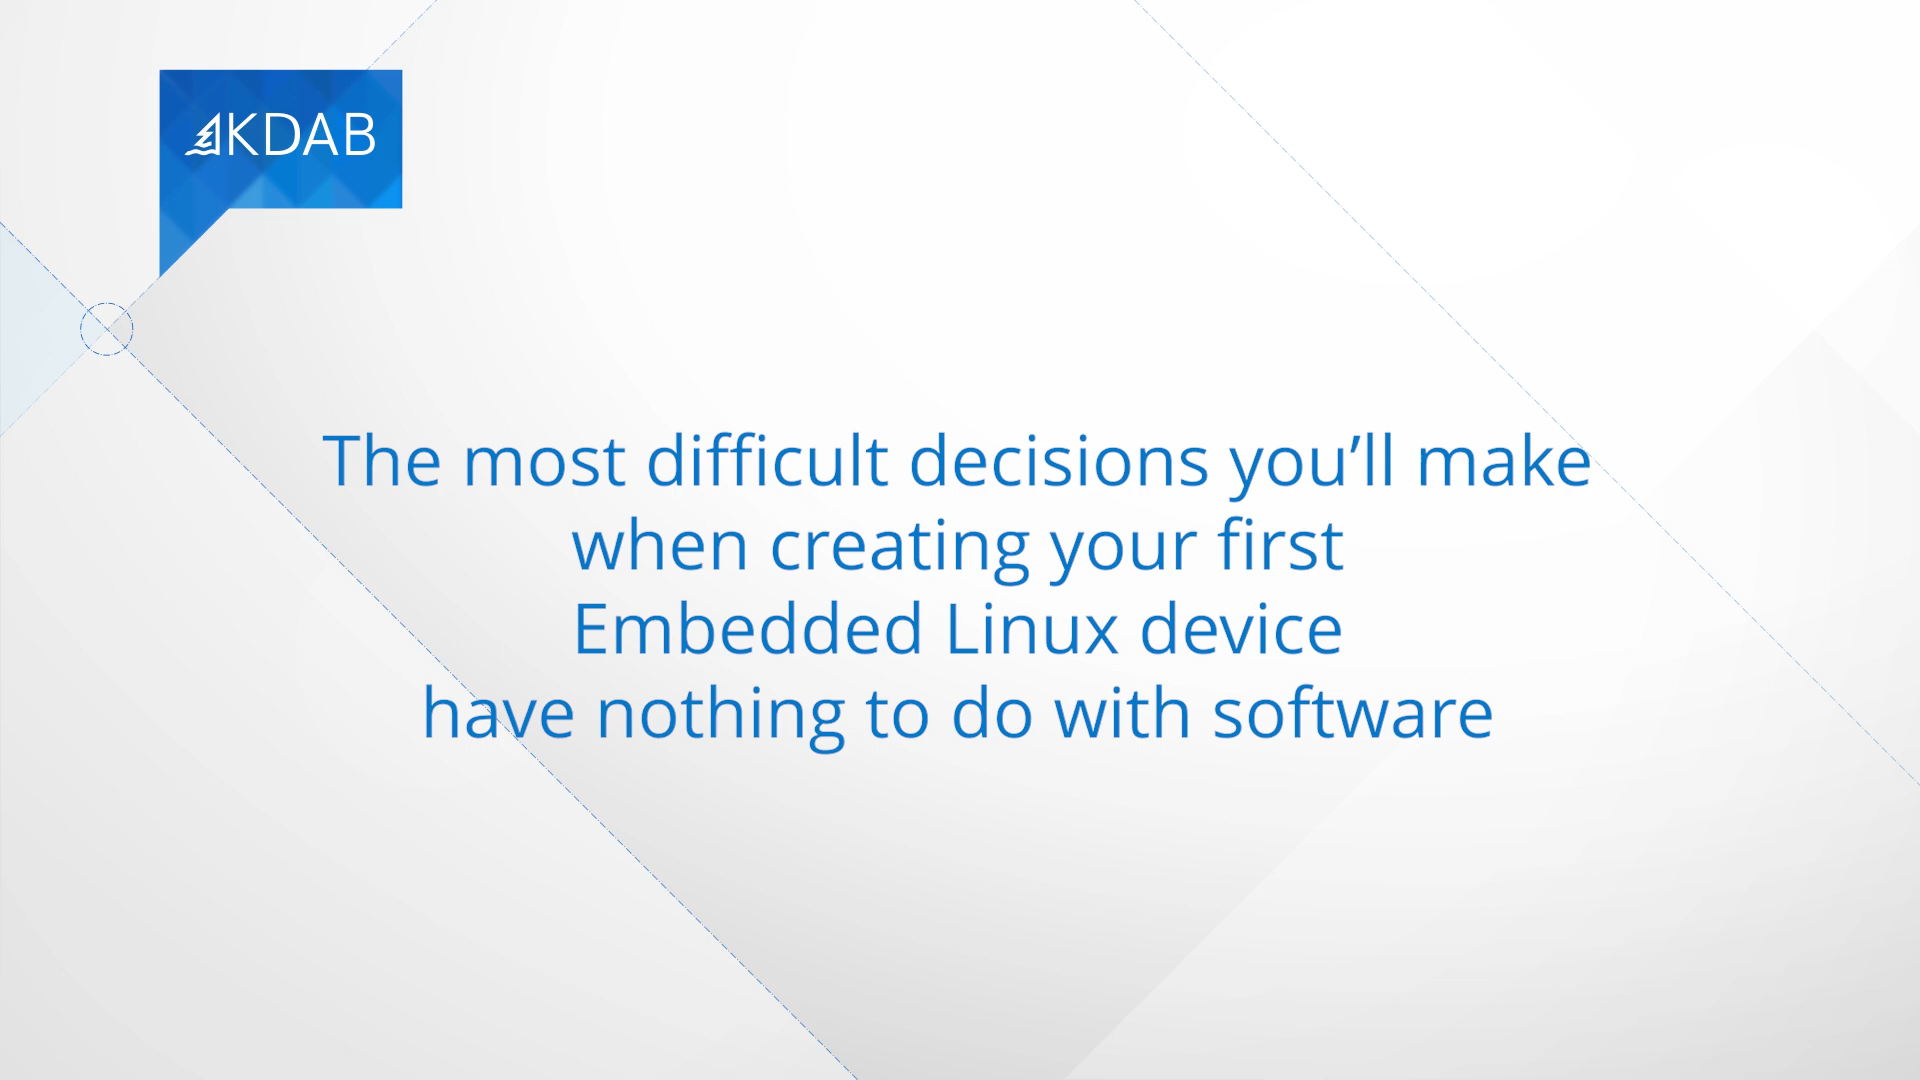 KDAB
The most difficult decisions you’ll make
when creating your first
Embedded Linux device
have nothing to do with software